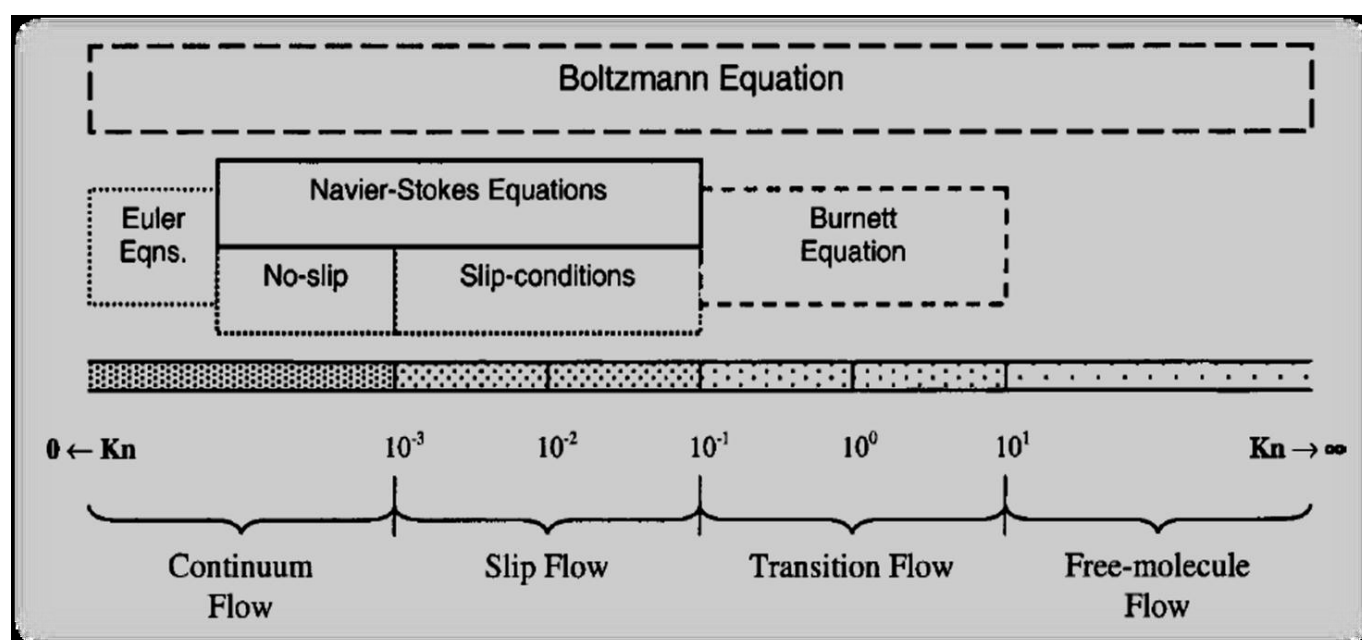 Boltzmann Equation
Navier-Stokes Equations
Euler
Eqns.
Burnett
Equation
No-slip
Slip-conditions
0 ← Kn
10⁻³
10⁻²
10⁻¹
10⁰
10¹
Kn → ∞
Continuum
Flow
Slip Flow
Transition Flow
Free-molecule
Flow